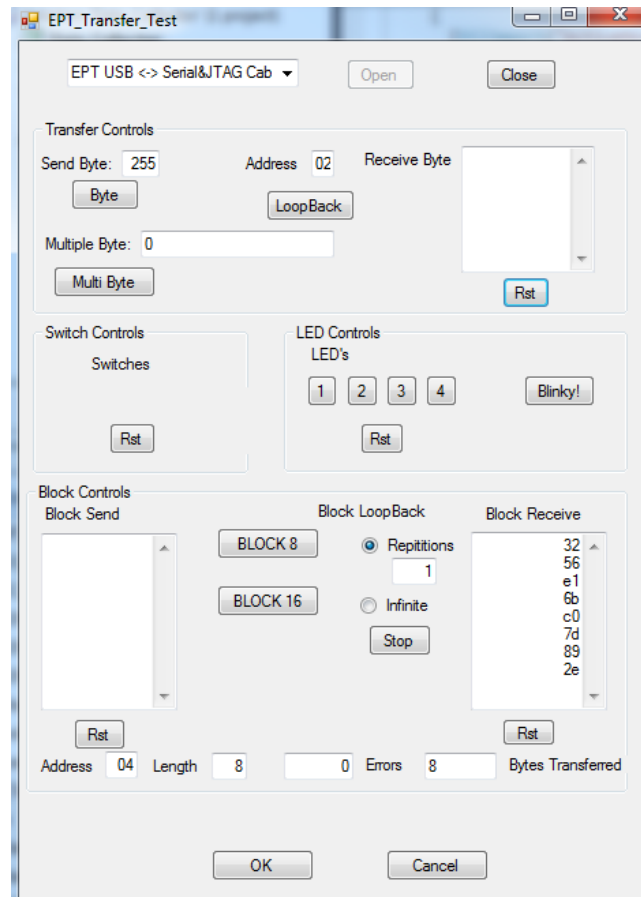 EPT_Transfer_Test
EPT USB <-> Serial&JTAG Cab
Open
Close
Transfer Controls
Send Byte: 255
Address 02
Receive Byte
Byte
LoopBack
Multiple Byte: 0
Multi Byte
Rst
Switch Controls
Switches
Rst
LED Controls
LED's
1 2 3 4
Blinky!
Rst
Block Controls
Block Send
Block LoopBack
Block Receive
BLOCK 8
Repititions
1
BLOCK 16
Infinite
Stop
32
56
e1
6b
c0
7d
89
2e
Rst
Rst
Address 04 Length 8 0 Errors 8 Bytes Transferred
OK
Cancel